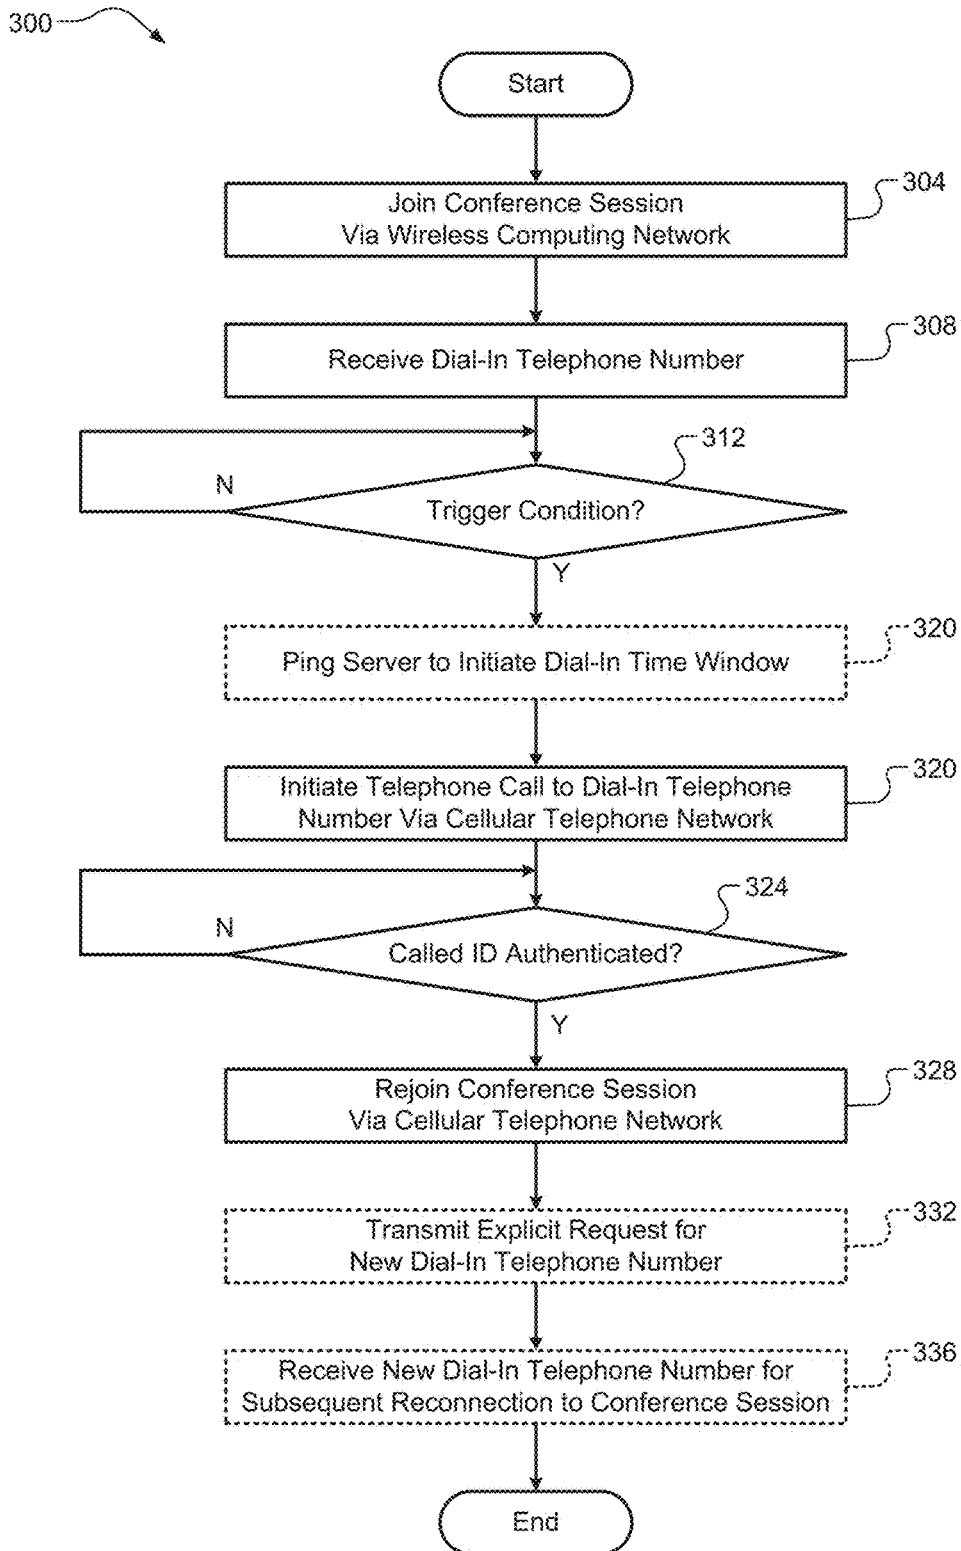 300
Start
Join Conference Session
Via Wireless Computing Network
304
Receive Dial-In Telephone Number
308
312
N
Trigger Condition?
Y
Ping Server to Initiate Dial-In Time Window
320
Initiate Telephone Call to Dial-In Telephone
Number Via Cellular Telephone Network
320
324
N
Called ID Authenticated?
Y
Rejoin Conference Session
Via Cellular Telephone Network
328
Transmit Explicit Request for
New Dial-In Telephone Number
332
Receive New Dial-In Telephone Number for
Subsequent Reconnection to Conference Session
336
End